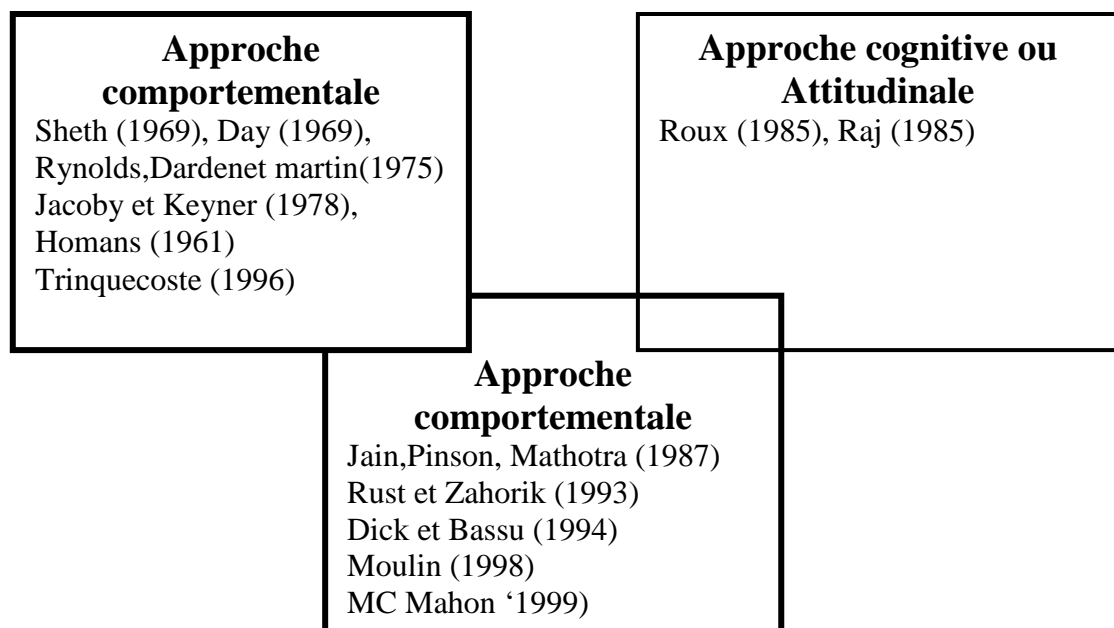 Approche
comportementale
Sheth (1969), Day (1969),
Rynolds,Dardenet martin(1975)
Jacoby et Keyner (1978),
Homans (1961)
Trinquecoste (1996)
Approche cognitive ou
Attitudinale
Roux (1985), Raj (1985)
Approche
comportementale
Jain,Pinson, Mathotra (1987)
Rust et Zahorik (1993)
Dick et Bassu (1994)
Moulin (1998)
MC Mahon ‘1999)